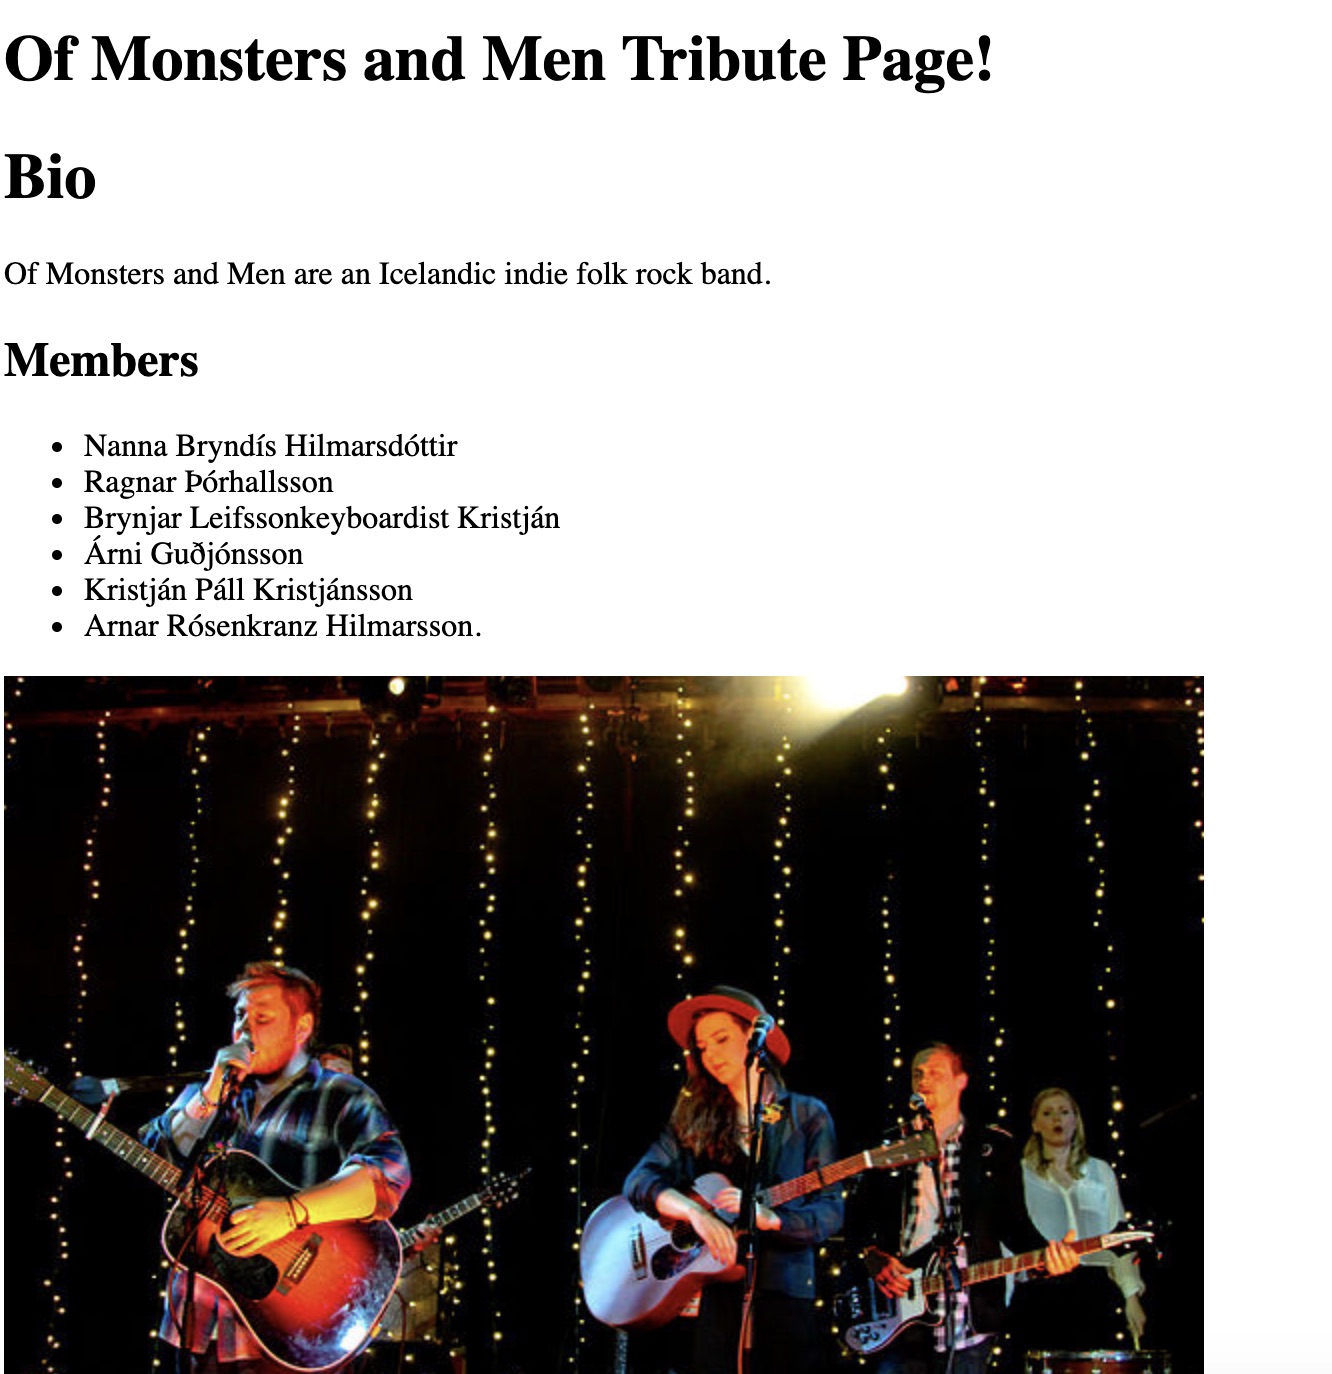 Of Monsters and Men Tribute Page!
Bio
Of Monsters and Men are an Icelandic indie folk rock band.
Members
• Nanna Bryndís Hilmarsdóttir
• Ragnar Þórhallsson
• Brynjar Leifssonkeyboardist Kristján
• Árni Guðjónsson
• Kristján Páll Kristjánsson
• Arnar Rósenkranz Hilmarsson.